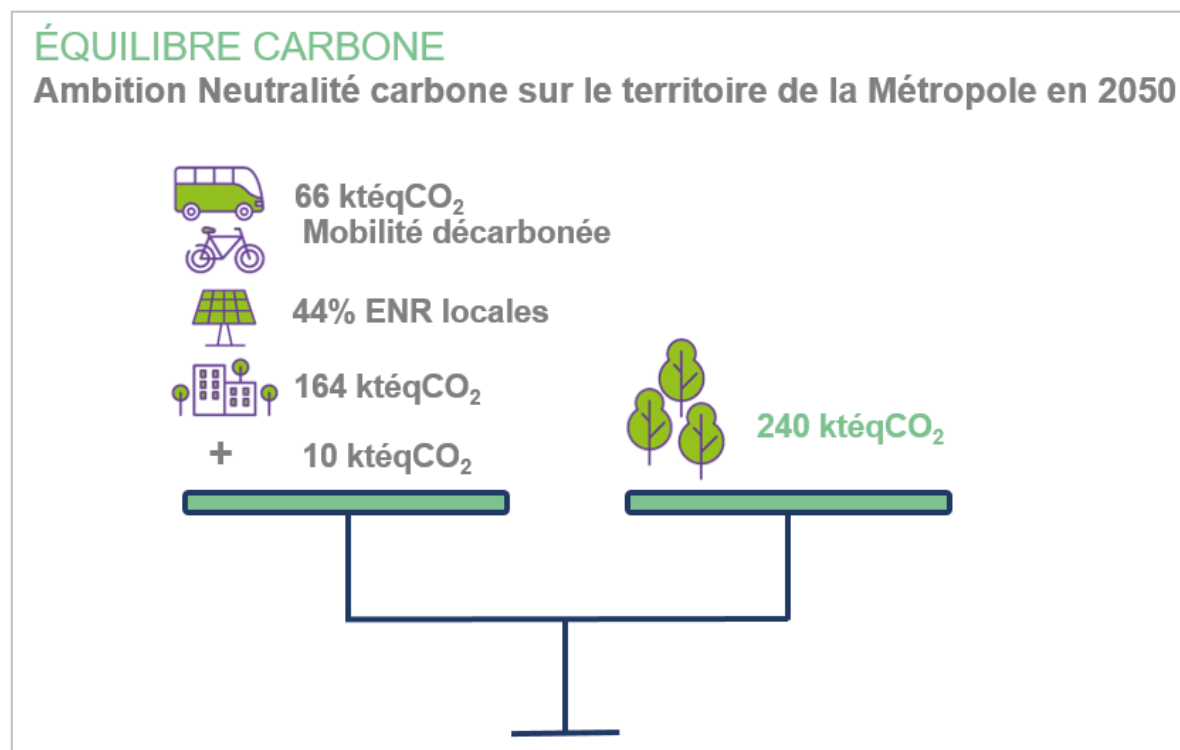 ÉQUILIBRE CARBONE
Ambition Neutralité carbone sur le territoire de la Métropole en 2050
66 ktéqCO₂
Mobilité décarbonée
44% ENR locales
164 ktéqCO₂
+ 10 ktéqCO₂
240 ktéqCO₂